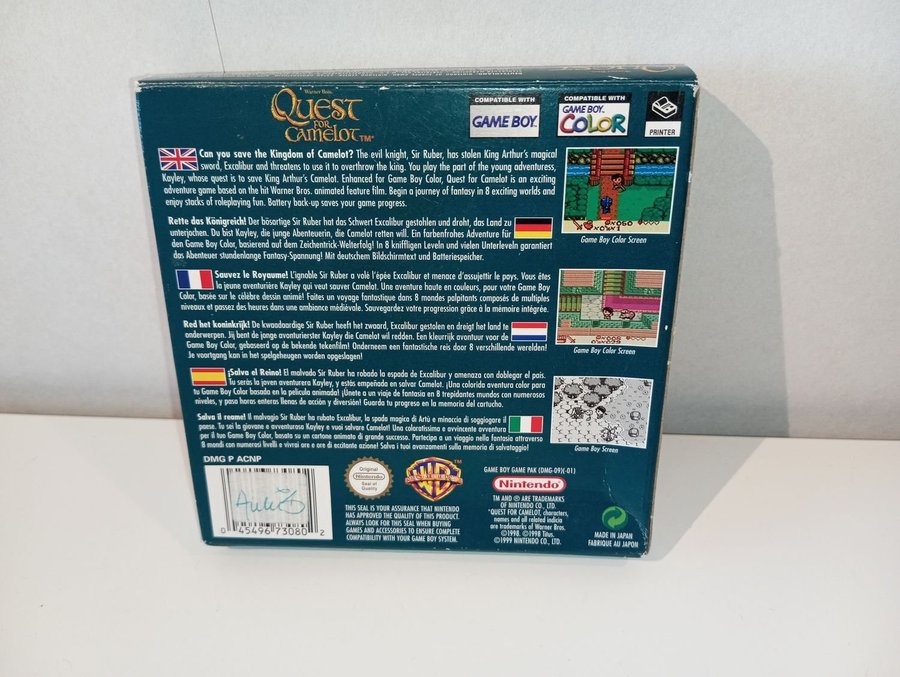 Warner Bros.
QUEST
FOR
CAMELOT™
COMPATIBLE WITH
GAME BOY.
COMPATIBLE WITH
GAME BOY.
COLOR
PRINTER
Can you save the Kingdom of Camelot? The evil knight, Sir Ruber, has stolen King Arthur's magical
sword, Excalibur and threatens to use it to overthrow the king. You play the part of the young adventures,
Kayley, whose quest is to save King Arthur's Camelot. Enhanced for Game Boy Color, Quest for Camelot is an exciting
adventure game based on the hit Warner Bros. animated feature film. Begin a journey of fantasy in 8 exciting worlds and
enjoy stacks of roleplaying fun. Battery back-up saves your game progress.
Game Boy Color Screen
Rette das Königreich! Der bösartige Sir Ruber hat das Schwert Excalibur gestohlen und droht, das Land zu
unterjochen. Du bist Kayley, die junge Abenteuerin, die Camelot retten will. Ein farbenfrohes Adventure für
den Game Boy Color, basierend auf dem Zeichentrick-Welterfolg! In 8 kniffligen Leveln und vielen Unterleveln garantiert
das Abenteuer stundenlange Fantasy-Spannung! Mit deutschem Bildschirmtext und Batteriespeicher.
Sauvez le Royaume! L'ignoble Sir Ruber a volé l'épée Excalibur et menace d'assujettir le pays. Vous êtes
la jeune aventurière Kayley qui veut sauver Camelot. Une aventure haute en couleurs, pour votre Game Boy
Color, basée sur le célèbre dessin animé! Faites un voyage fantastique dans 8 mondes palpitants composés de multiples
niveaux et passez des heures dans une ambiance médiévale. Sauvegardez votre progression grâce à la mémoire intégrée.
Game Boy Color Screen
Red het koninkrijk! De kwaadaardige Sir Ruber heeft het zwaard, Excalibur gestolen en dreigt het land te
onderwerpen. Jij bent de jonge avonturierster Kayley die Camelot wil redden. Een kleurrijk avontuur voor de
Game Boy Color, gebaseerd op de bekende tekenfilm! Onderneem een fantastische reis door 8 verschillende werelden!
Je voortgang kan in het spelgeheugen worden opgeslagen!
¡Salva el Reino! El malvado Sir Ruber ha robado la espada de Excalibur y amenaza con doblegar el país.
Tu serás la joven aventurera Kayley, y estás empeñada en salvar Camelot. ¡Una colorida aventura color para
tu Game Boy Color basada en la película animada! ¡Únete a un viaje de fantasía en 8 trepidantes mundos con numerosos
niveles, y paso horas enteras llenas de acción y diversión! Guarda tu progreso en la memoria del cartucho.
Salva il reame! Il malvagio Sir Ruber ha rubato Excalibur, la spada magica di Artù e minaccia di soggiogare il
paese. Tu sei la giovane e avventurosa Kayley e vuoi salvare Camelot! Una coloratissima e avvincente avventura
per il tuo Game Boy Color, basata su un cartone animato di grande successo. Partecipa a un viaggio nella fantasia attraverso
8 mondi con numerosi livelli e vivrai ore e ore di eccitante azione! Salva i tuoi avanzamenti sulla memoria di salvataggio!
Game Boy Screen
DMG P ACNP
0 45496 73080 2
Original
Nintendo
Seal of
Quality
THIS SEAL IS YOUR ASSURANCE THAT NINTENDO
HAS APPROVED THE QUALITY OF THIS PRODUCT.
ALWAYS LOOK FOR THIS SEAL WHEN BUYING
GAMES AND ACCESSORIES TO ENSURE COMPLETE
COMPATIBILITY WITH YOUR GAME BOY SYSTEM.
WB
GAME BOY GAME PAK (DMG-09)(-01)
Nintendo
TM AND ® ARE TRADEMARKS
OF NINTENDO CO., LTD.
"QUEST FOR CAMELOT, characters,
names and all related indicia
are trademarks of Warner Bros.
©1998. ©1998 Titus.
©1999 NINTENDO CO., LTD.
MADE IN JAPAN
FABRIQUE AU JAPON